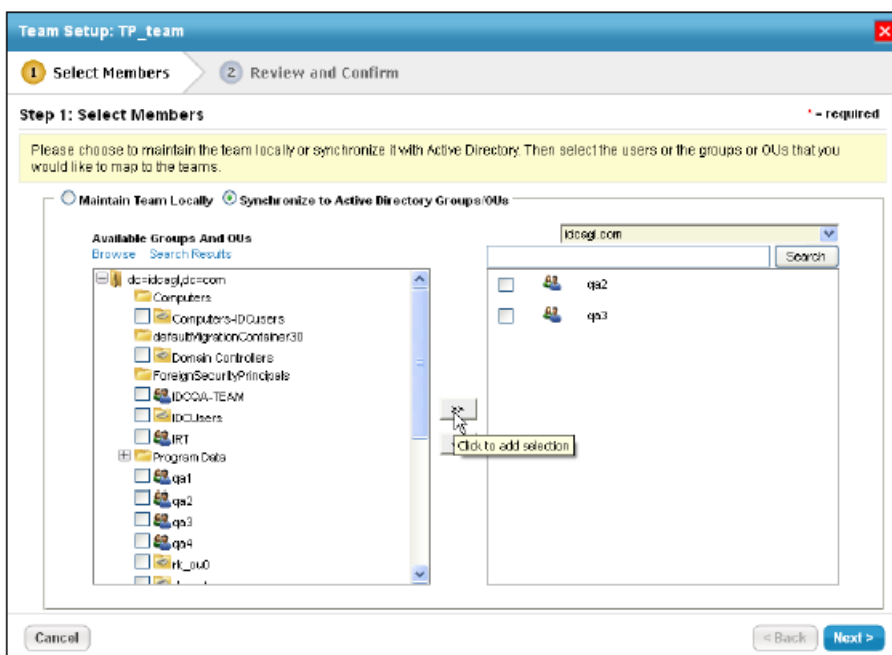 Team Setup: TP_team
1 Select Members 2 Review and Confirm
Step 1: Select Members
* = required
Please choose to maintain the team locally or synchronize it with Active Directory. Then select the users or the groups or OUs that you
would like to map to the teams.
Maintain Team Locally Synchronize to Active Directory Groups/OUs
Available Groups And OUs
Browse Search Results
dc=idcsgl,dc=com
Computers
Computers-IDCusers
defaultMigrationContainer30
Domain Controllers
ForeignSecurityPrincipals
IDCQA-TEAM
IDCUsers
IRT
Program Data
qa1
qa2
qa3
qa4
rk_ou0
>>
Click to add selection
idcsgl.com
Search
qa2
qa3
Cancel
< Back
Next >